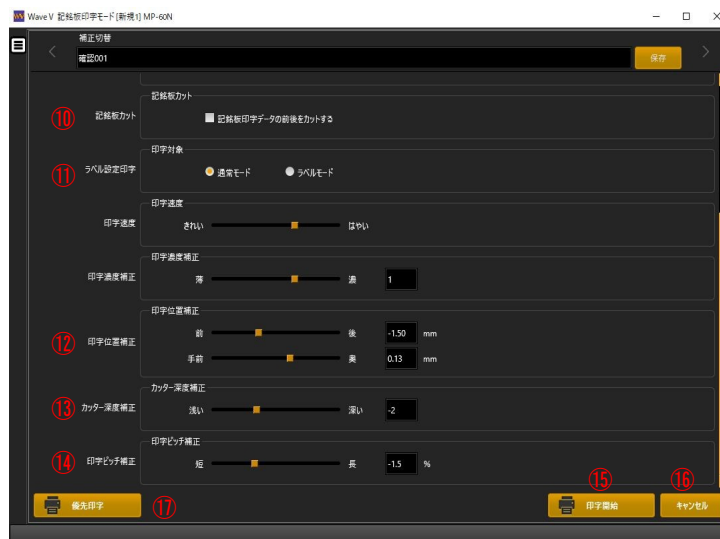 Wave V 記銘板印字モード [新規1] MP-60N
補正切替
確認001
保存
⑩ 記銘板カット
記銘板カット
記銘板印字データの前後をカットする
⑪ ラベル設定印字
印字対象
通常モード ラベルモード
印字速度
印字速度
きれい はやい
印字濃度補正
印字濃度補正
薄 濃 1
⑫ 印字位置補正
印字位置補正
前 後 -1.50 mm
手前 奥 0.13 mm
⑬ カッター深度補正
カッター深度補正
浅い 深い -2
⑭ 印字ピッチ補正
印字ピッチ補正
短 長 -1.5 %
優先印字 ⑰
⑮ 印字開始
⑯ キャンセル